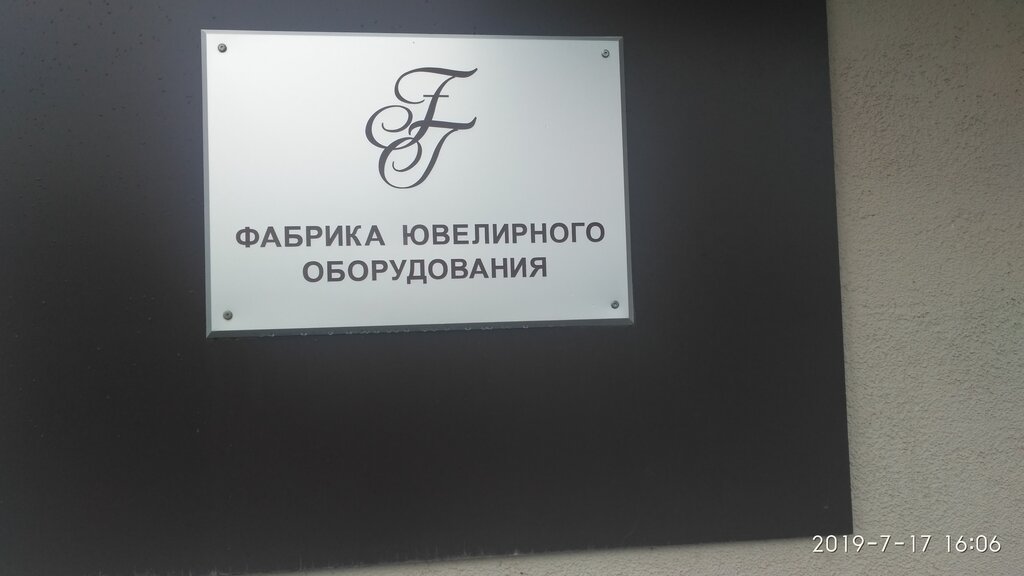 ФАБРИКА ЮВЕЛИРНОГО
ОБОРУДОВАНИЯ
2019-7-17 16:06